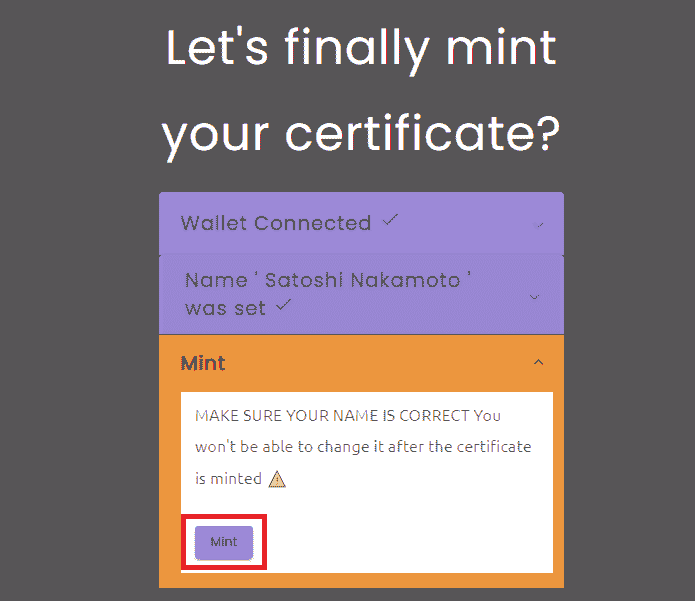 Let's finally mint
your certificate?
Wallet Connected ✓
Name ' Satoshi Nakamoto '
was set ✓
Mint
MAKE SURE YOUR NAME IS CORRECT You
won't be able to change it after the certificate
is minted ⚠
Mint